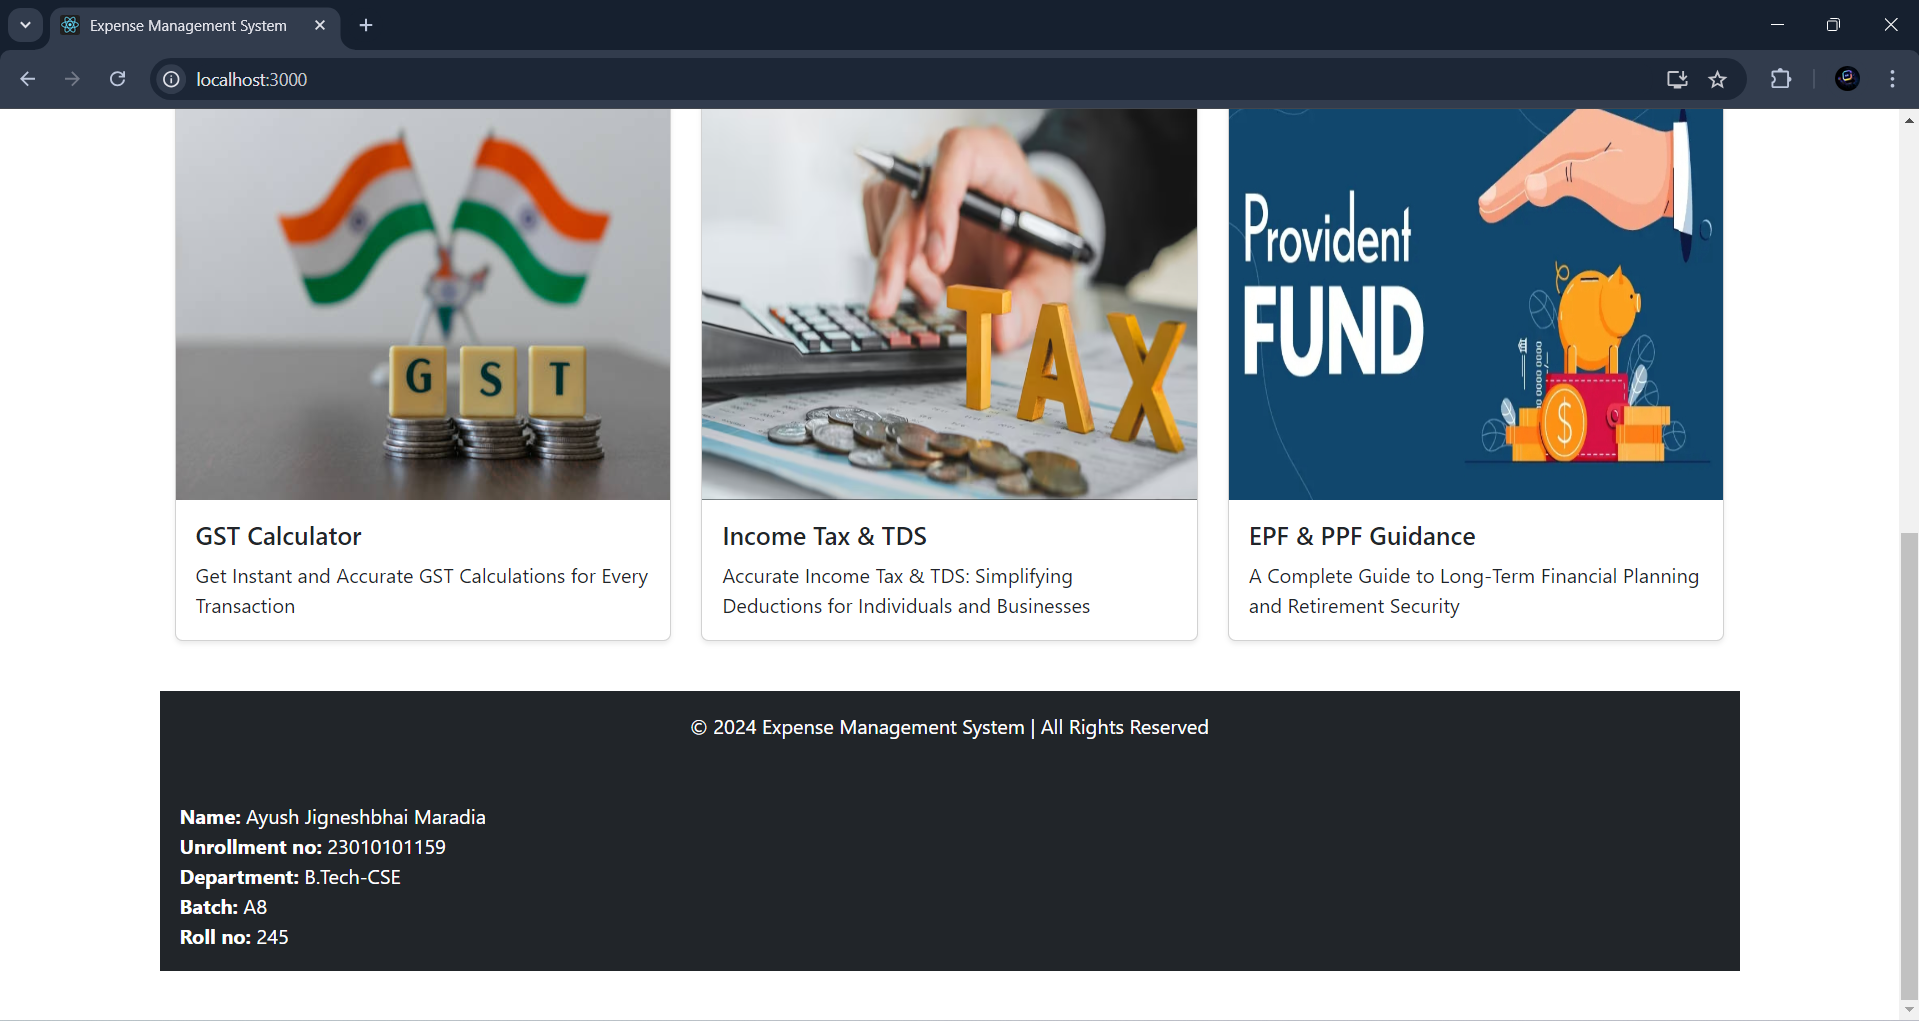 Expense Management System
localhost:3000
G S T
TAX
Provident
FUND
GST Calculator
Get Instant and Accurate GST Calculations for Every
Transaction
Income Tax & TDS
Accurate Income Tax & TDS: Simplifying
Deductions for Individuals and Businesses
EPF & PPF Guidance
A Complete Guide to Long-Term Financial Planning
and Retirement Security
© 2024 Expense Management System | All Rights Reserved
Name: Ayush Jigneshbhai Maradia
Unrollment no: 23010101159
Department: B.Tech-CSE
Batch: A8
Roll no: 245